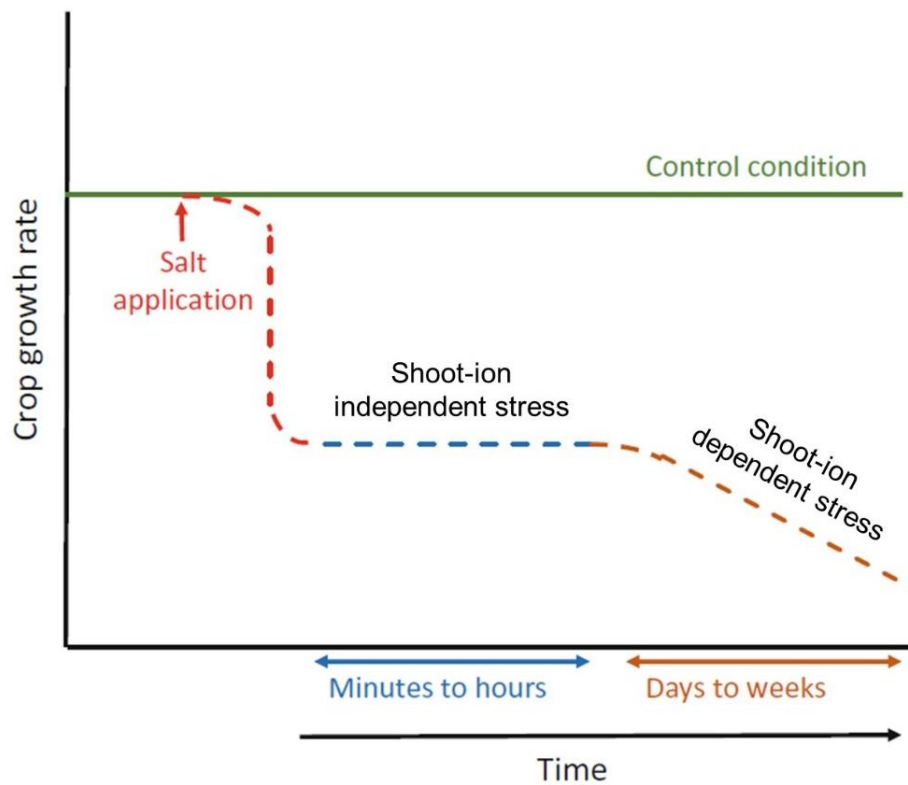 Control condition
Crop growth rate
Salt
application
Shoot-ion
independent stress
Shoot-ion
dependent stress
Minutes to hours
Days to weeks
Time